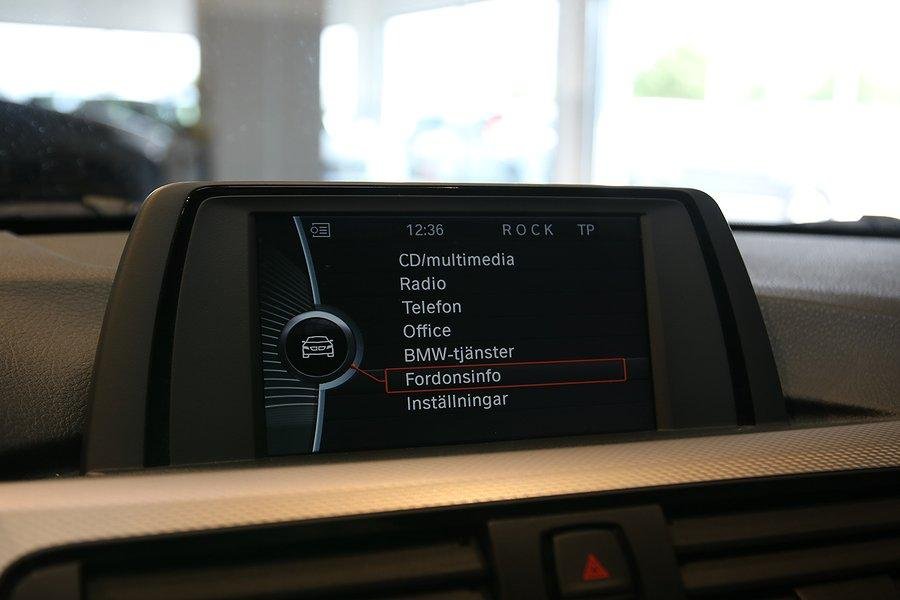 12:36 ROCK TP
CD/multimedia
Radio
Telefon
Office
BMW-tjänster
Fordonsinfo
Inställningar